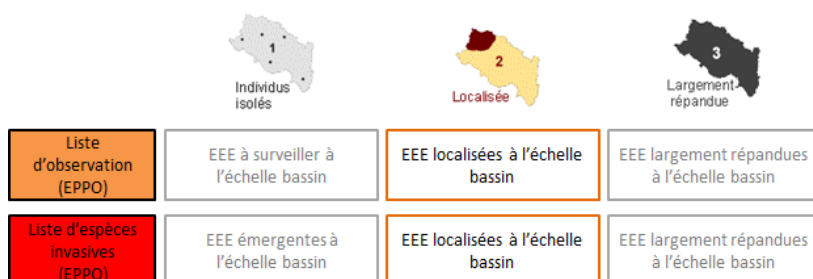 1
Individus
isolés
2
Localisée
3
Largement
répandue
Liste
d'observation
(EPPO)
EEE à surveiller à
l'échelle bassin
EEE localisées à l'échelle
bassin
EEE largement répandues
à l'échelle bassin
Liste d'espèces
invasives
(EPPO)
EEE émergentes à
l'échelle bassin
EEE localisées à l'échelle
bassin
EEE largement répandues
à l'échelle bassin